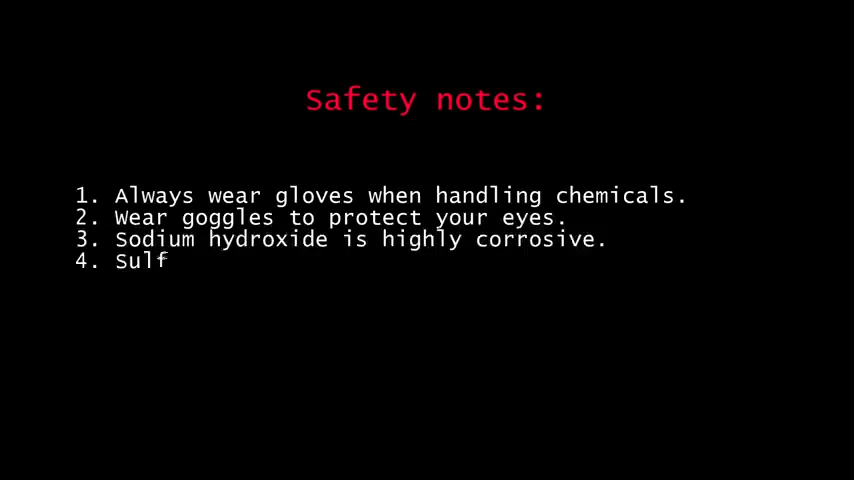 Safety notes:
1. Always wear gloves when handling chemicals.
2. Wear goggles to protect your eyes.
3. Sodium hydroxide is highly corrosive.
4. Sulf